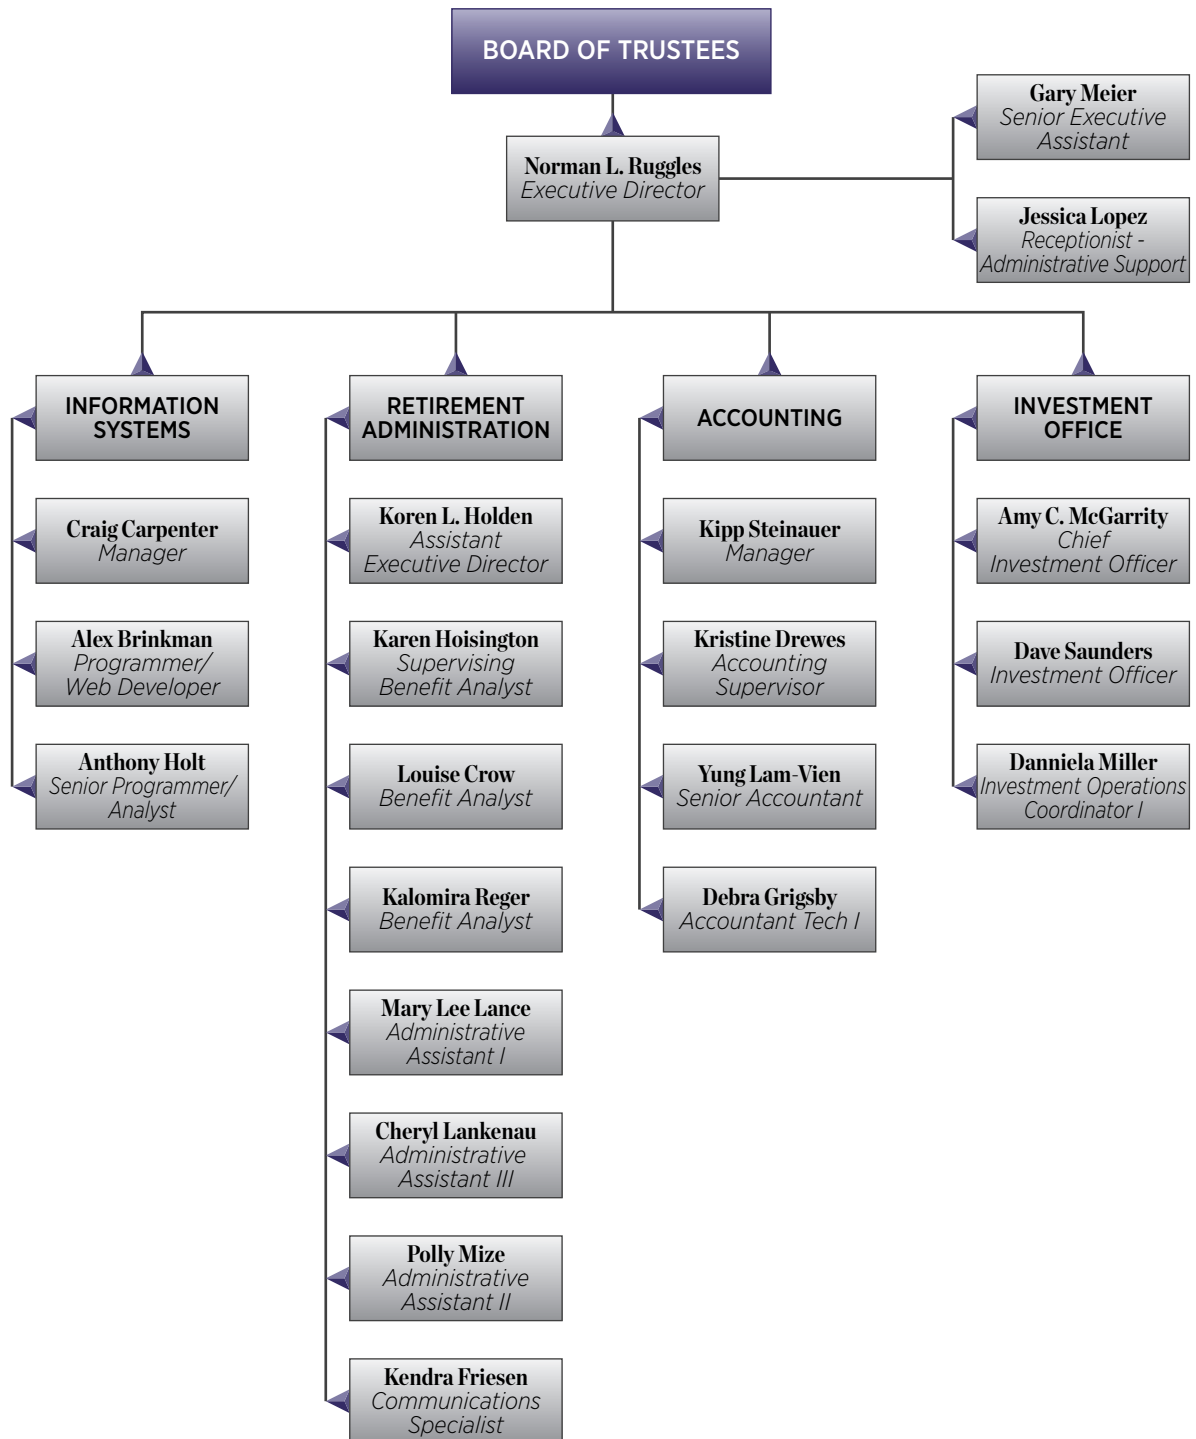 BOARD OF TRUSTEES
Norman L. Ruggles
Executive Director
Gary Meier
Senior Executive
Assistant
Jessica Lopez
Receptionist -
Administrative Support
INFORMATION
SYSTEMS
Craig Carpenter
Manager
Alex Brinkman
Programmer/
Web Developer
Anthony Holt
Senior Programmer/
Analyst
RETIREMENT
ADMINISTRATION
Koren L. Holden
Assistant
Executive Director
Karen Hoisington
Supervising
Benefit Analyst
Louise Crow
Benefit Analyst
Kalomira Reger
Benefit Analyst
Mary Lee Lance
Administrative
Assistant I
Cheryl Lankenau
Administrative
Assistant III
Polly Mize
Administrative
Assistant II
Kendra Friesen
Communications
Specialist
ACCOUNTING
Kipp Steinauer
Manager
Kristine Drewes
Accounting
Supervisor
Yung Lam-Vien
Senior Accountant
Debra Grigsby
Accountant Tech I
INVESTMENT
OFFICE
Amy C. McGarrity
Chief
Investment Officer
Dave Saunders
Investment Officer
Danniela Miller
Investment Operations
Coordinator I